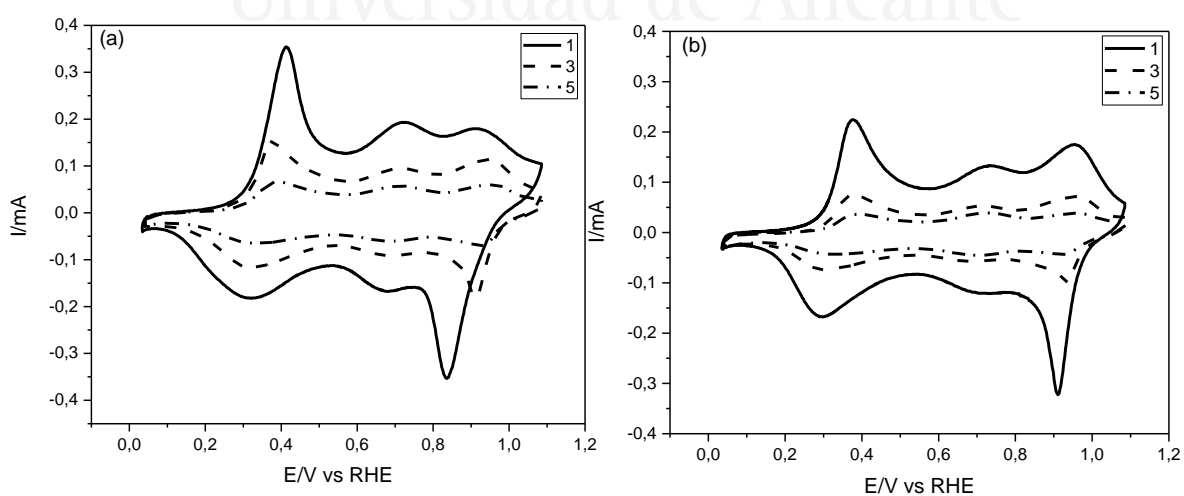 Universidad de Alicante
(a)
1
3
5
0,4
0,3
0,2
0,1
0,0
-0,1
-0,2
-0,3
-0,4
I/mA
0,0 0,2 0,4 0,6 0,8 1,0 1,2
E/V vs RHE
(b)
1
3
5
0,4
0,3
0,2
0,1
0,0
-0,1
-0,2
-0,3
-0,4
I/mA
0,0 0,2 0,4 0,6 0,8 1,0 1,2
E/V vs RHE